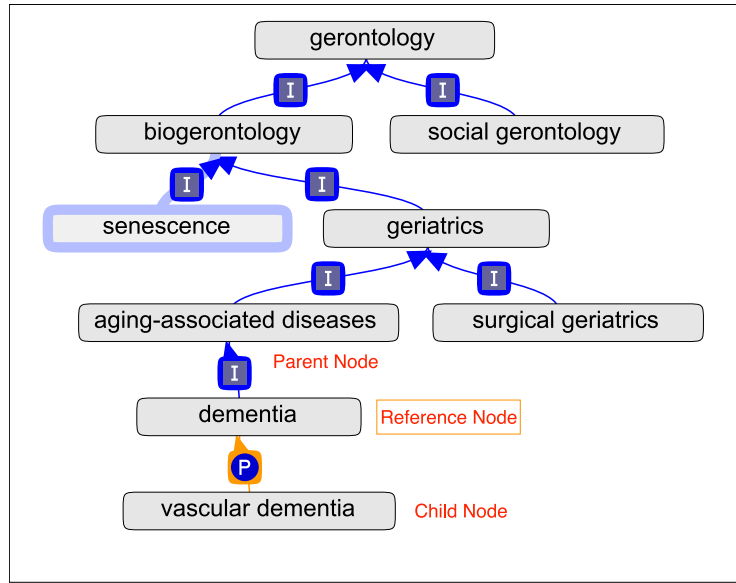 gerontology
I
I
biogerontology
social gerontology
I
I
senescence
geriatrics
I
I
aging-associated diseases
surgical geriatrics
I
Parent Node
dementia
Reference Node
P
vascular dementia
Child Node